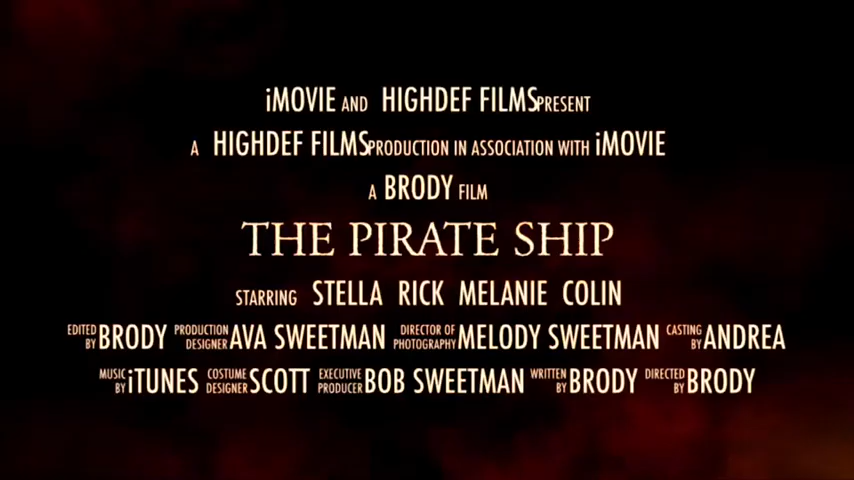 iMOVIE AND HIGHDEF FILMS PRESENT
A HIGHDEF FILMS PRODUCTION IN ASSOCIATION WITH iMOVIE
A BRODY FILM
THE PIRATE SHIP
STARRING STELLA RICK MELANIE COLIN
EDITED BY BRODY PRODUCTION DESIGNER AVA SWEETMAN DIRECTOR OF PHOTOGRAPHY MELODY SWEETMAN CASTING BY ANDREA
MUSIC BY iTUNES COSTUME DESIGNER SCOTT EXECUTIVE PRODUCER BOB SWEETMAN WRITTEN BY BRODY DIRECTED BY BRODY